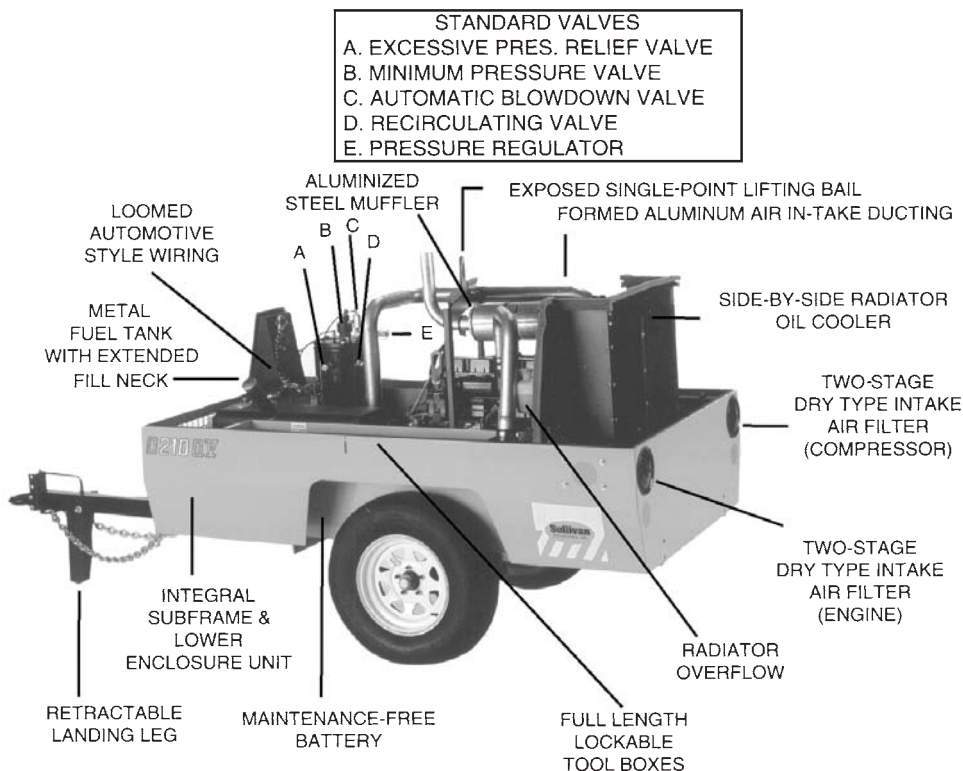 STANDARD VALVES
A. EXCESSIVE PRES. RELIEF VALVE
B. MINIMUM PRESSURE VALVE
C. AUTOMATIC BLOWDOWN VALVE
D. RECIRCULATING VALVE
E. PRESSURE REGULATOR
ALUMINIZED
STEEL MUFFLER
EXPOSED SINGLE-POINT LIFTING BAIL
FORMED ALUMINUM AIR IN-TAKE DUCTING
LOOMED
AUTOMOTIVE
STYLE WIRING
A
B
C
D
E
METAL
FUEL TANK
WITH EXTENDED
FILL NECK
SIDE-BY-SIDE RADIATOR
OIL COOLER
TWO-STAGE
DRY TYPE INTAKE
AIR FILTER
(COMPRESSOR)
D210QX
Sullivan
TWO-STAGE
DRY TYPE INTAKE
AIR FILTER
(ENGINE)
INTEGRAL
SUBFRAME &
LOWER
ENCLOSURE UNIT
RADIATOR
OVERFLOW
RETRACTABLE
LANDING LEG
MAINTENANCE-FREE
BATTERY
FULL LENGTH
LOCKABLE
TOOL BOXES